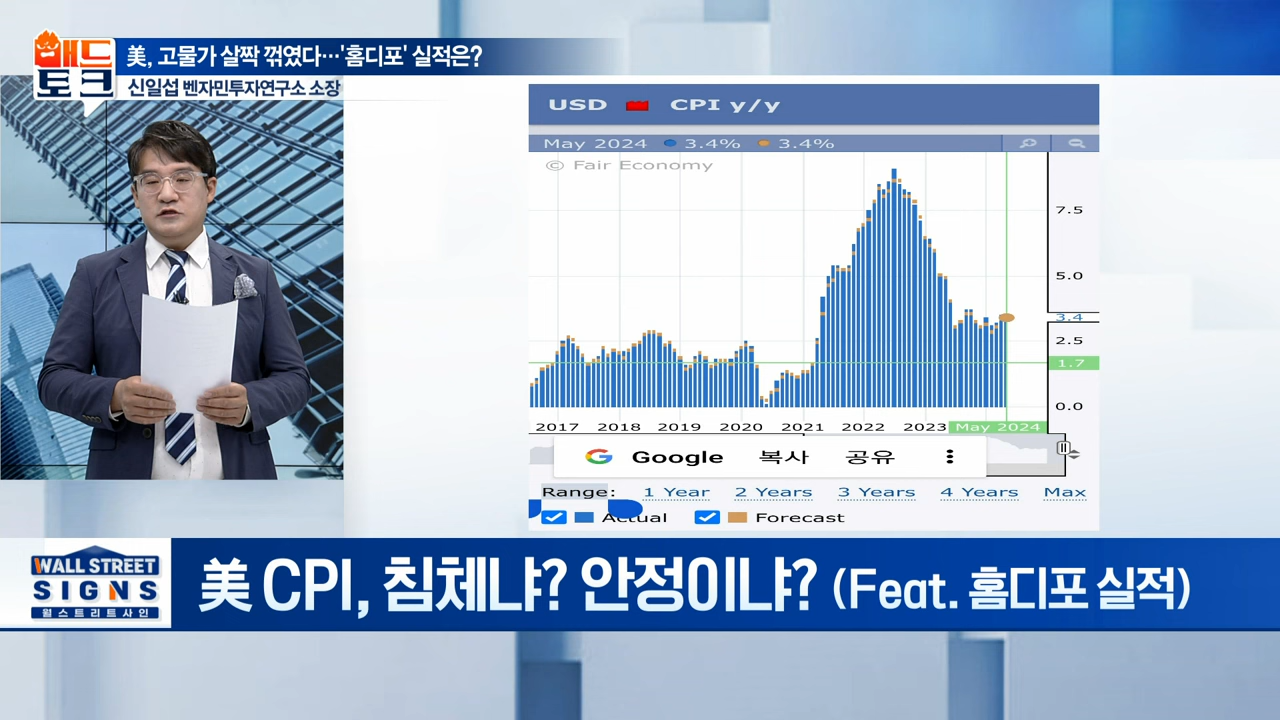 매드
토크
美, 고물가 살짝 꺾였다…'홈디포' 실적은?
신일섭 벤자민투자연구소 소장
USD CPI y/y
May 2024 3.4% 3.4%
© Fair Economy
7.5
5.0
3.4
2.5
1.7
0.0
2017 2018 2019 2020 2021 2022 2023 May 2024
Google 복사 공유
Range: 1 Year 2 Years 3 Years 4 Years Max
Actual Forecast
WALL STREET
SIGNS
월스트리트사인
美 CPI, 침체냐? 안정이냐? (Feat. 홈디포 실적)